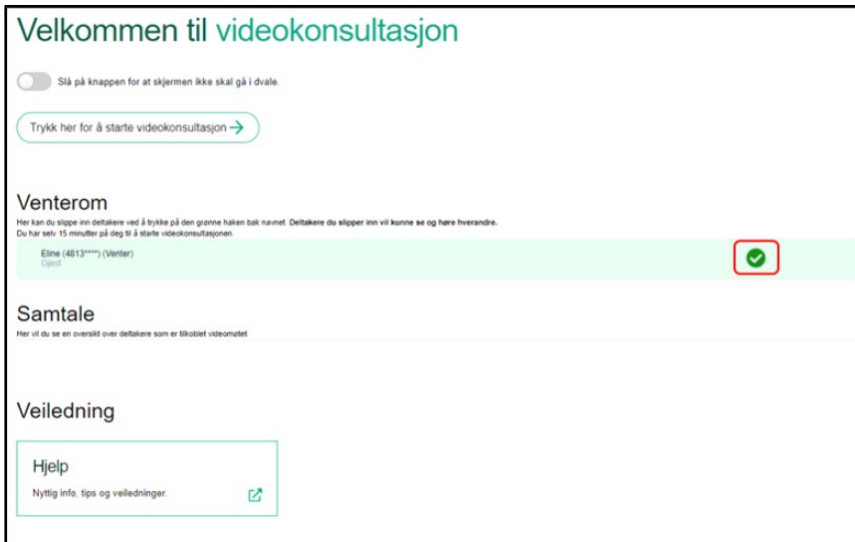 Velkommen til videokonsultasjon
Slå på knappen for at skjermen ikke skal gå i dvale.
Trykk her for å starte videokonsultasjon
Venterom
Her kan du slippe inn deltakere ved å trykke på den grønne haken bak navnet. Deltakere du slipper inn vil kunne se og høre hverandre.
Du har selv 15 minutter på deg til å starte videokonsultasjonen.
Eline (4813****) (Venter)
Gjest
Samtale
Her vil du se en oversikt over deltakere som er tilkoblet videomøtet.
Veiledning
Hjelp
Nyttig info, tips og veiledninger.